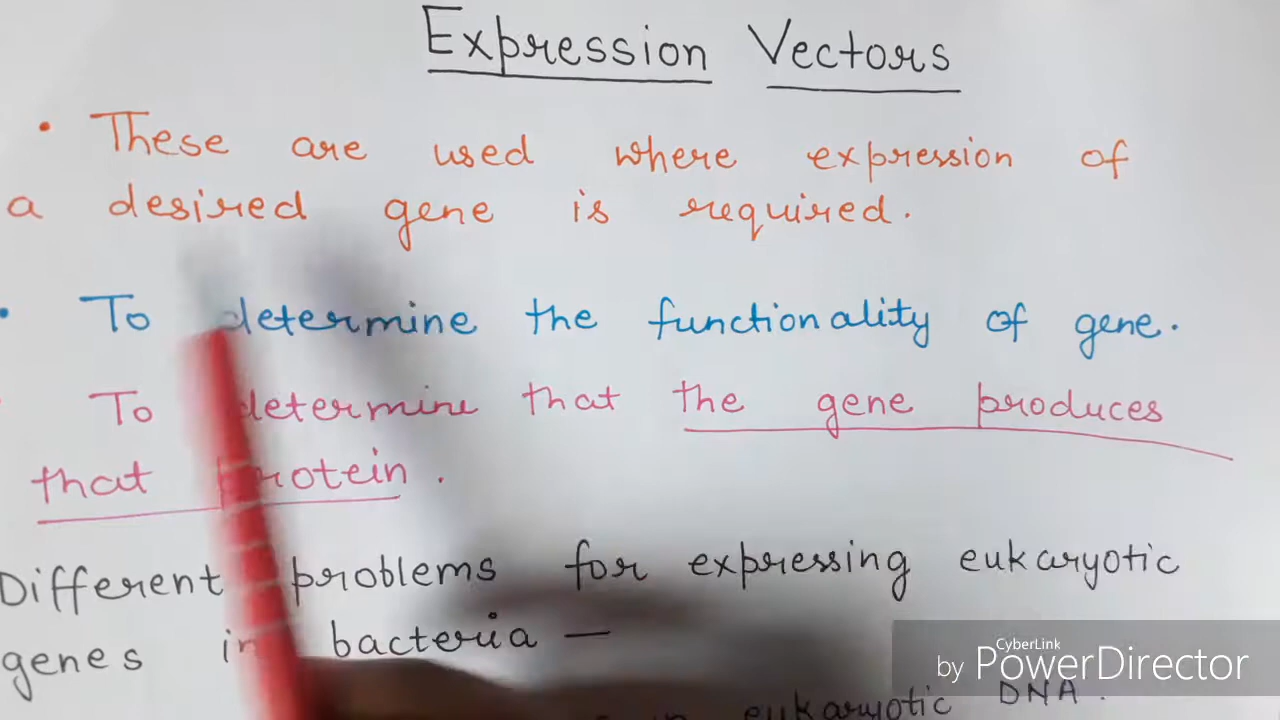 Expression Vectors
• These are used where expression of
a desired gene is required.
• To determine the functionality of gene.
To determine that the gene produces
that protein.
Different problems for expressing eukaryotic
genes in bacteria —
eukaryotic DNA.
CyberLink
by PowerDirector